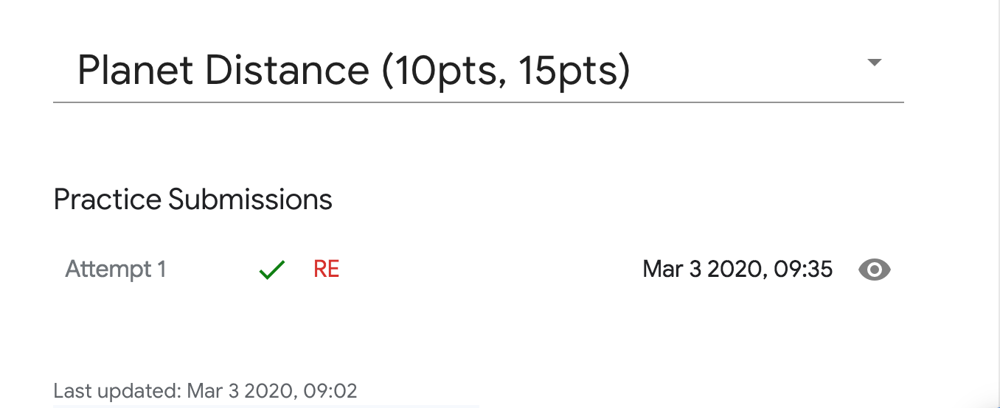 Planet Distance (10pts, 15pts)
Practice Submissions
Attempt 1 RE Mar 3 2020, 09:35
Last updated: Mar 3 2020, 09:02